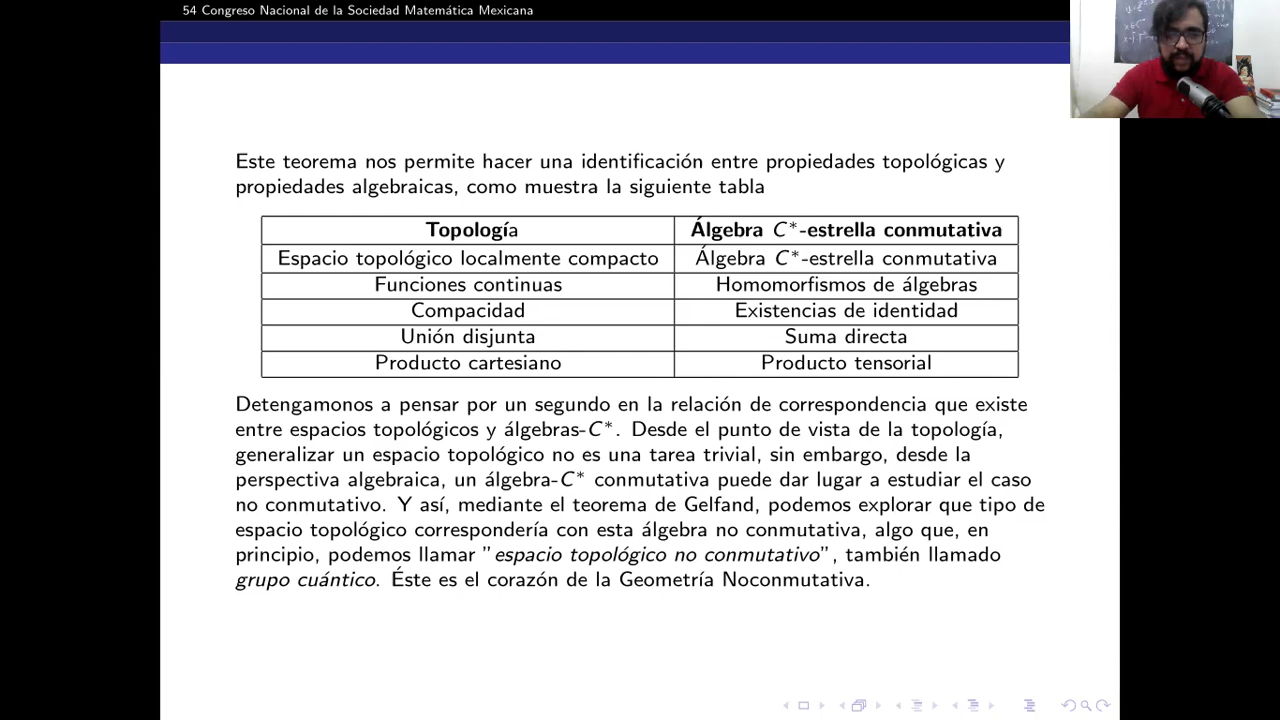 54 Congreso Nacional de la Sociedad Matemática Mexicana
Este teorema nos permite hacer una identificación entre propiedades topológicas y
propiedades algebraicas, como muestra la siguiente tabla
Topología Álgebra C*-estrella conmutativa
Espacio topológico localmente compacto Álgebra C*-estrella conmutativa
Funciones continuas Homomorfismos de álgebras
Compacidad Existencias de identidad
Unión disjunta Suma directa
Producto cartesiano Producto tensorial
Detengamonos a pensar por un segundo en la relación de correspondencia que existe
entre espacios topológicos y álgebras-C*. Desde el punto de vista de la topología,
generalizar un espacio topológico no es una tarea trivial, sin embargo, desde la
perspectiva algebraica, un álgebra-C* conmutativa puede dar lugar a estudiar el caso
no conmutativo. Y así, mediante el teorema de Gelfand, podemos explorar que tipo de
espacio topológico correspondería con esta álgebra no conmutativa, algo que, en
principio, podemos llamar "espacio topológico no conmutativo", también llamado
grupo cuántico. Éste es el corazón de la Geometría Noconmutativa.